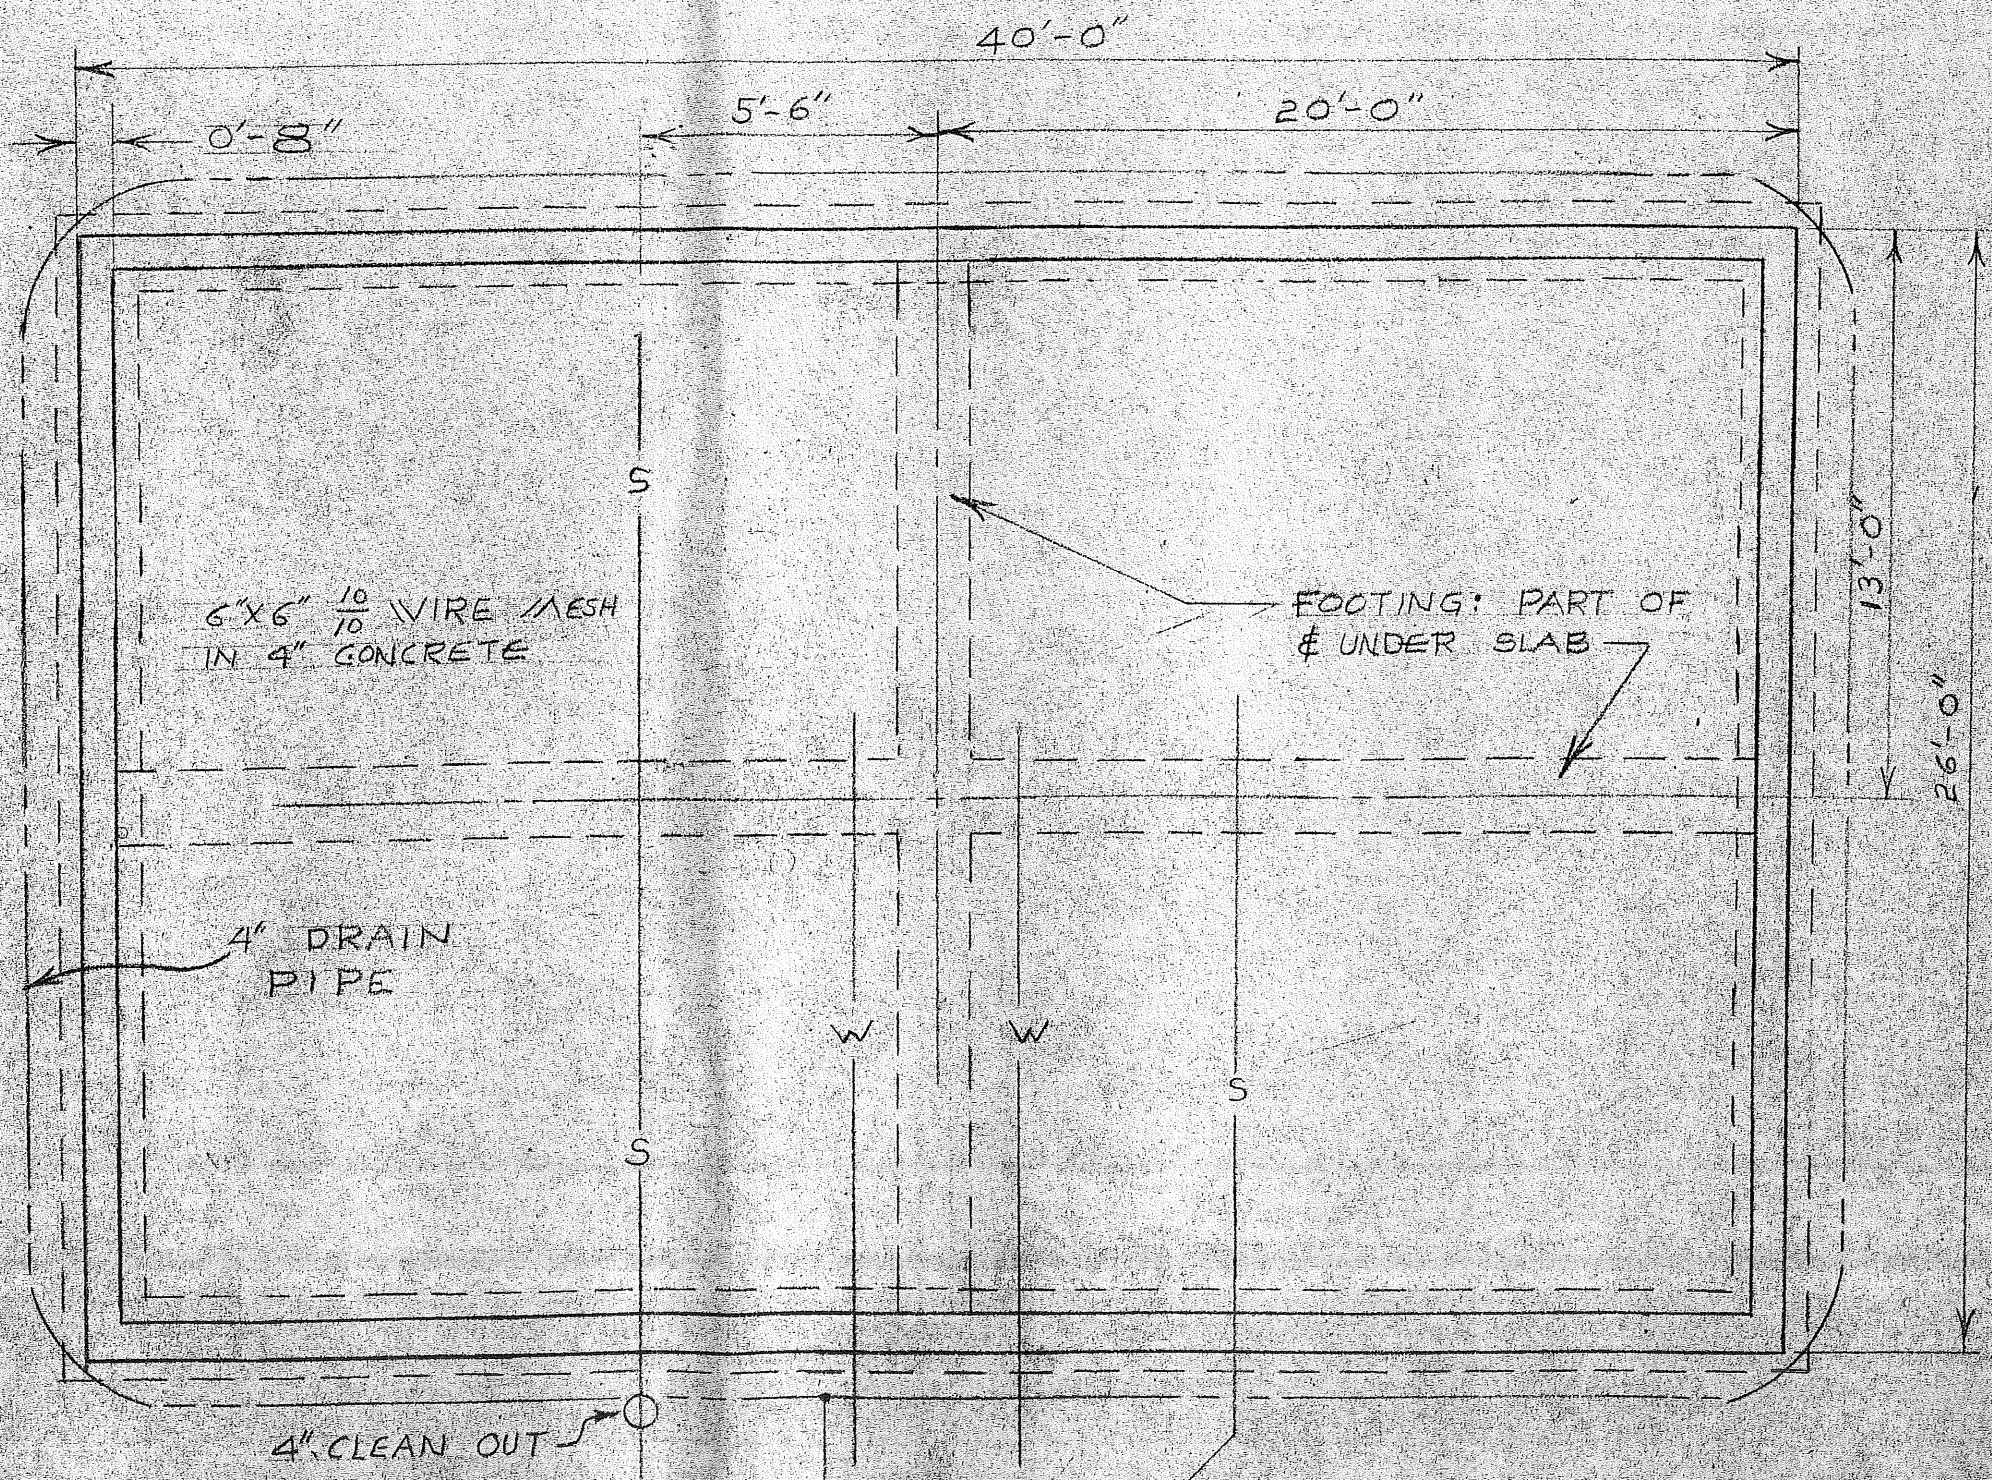 40'-0"
5'-6"
20'-0"
0'-8"
S
13'-0"
6"X6" 10/10 WIRE MESH
IN 4" CONCRETE
FOOTING: PART OF
& UNDER SLAB
26'-0"
4" DRAIN
PIPE
W
W
S
S
4" CLEAN OUT